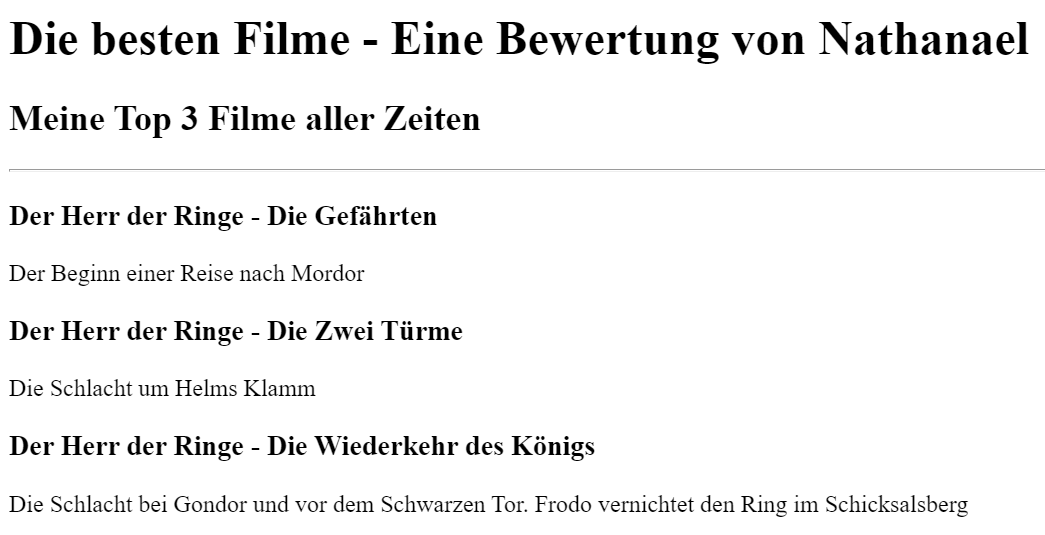 Die besten Filme - Eine Bewertung von Nathanael
Meine Top 3 Filme aller Zeiten
Der Herr der Ringe - Die Gefährten
Der Beginn einer Reise nach Mordor
Der Herr der Ringe - Die Zwei Türme
Die Schlacht um Helms Klamm
Der Herr der Ringe - Die Wiederkehr des Königs
Die Schlacht bei Gondor und vor dem Schwarzen Tor. Frodo vernichtet den Ring im Schicksalsberg